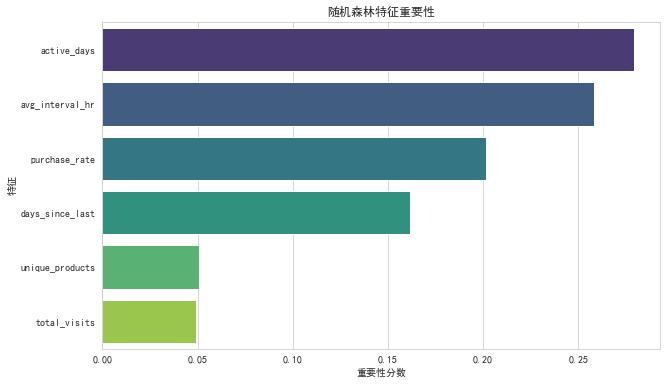 随机森林特征重要性
特征
active_days
avg_interval_hr
purchase_rate
days_since_last
unique_products
total_visits
0.00 0.05 0.10 0.15 0.20 0.25
重要性分数